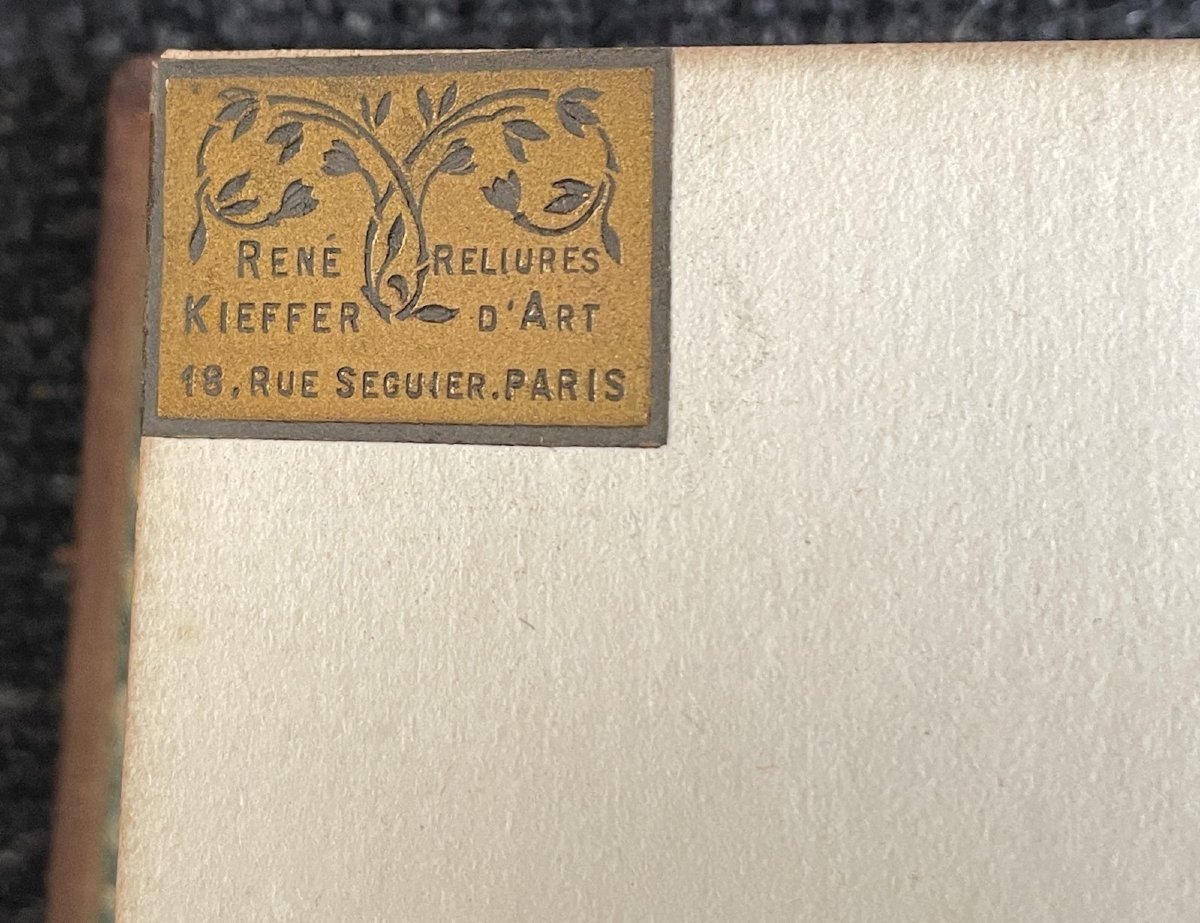 RENÉ RELIURES
KIEFFER D'ART
18, RUE SEGUIER. PARIS